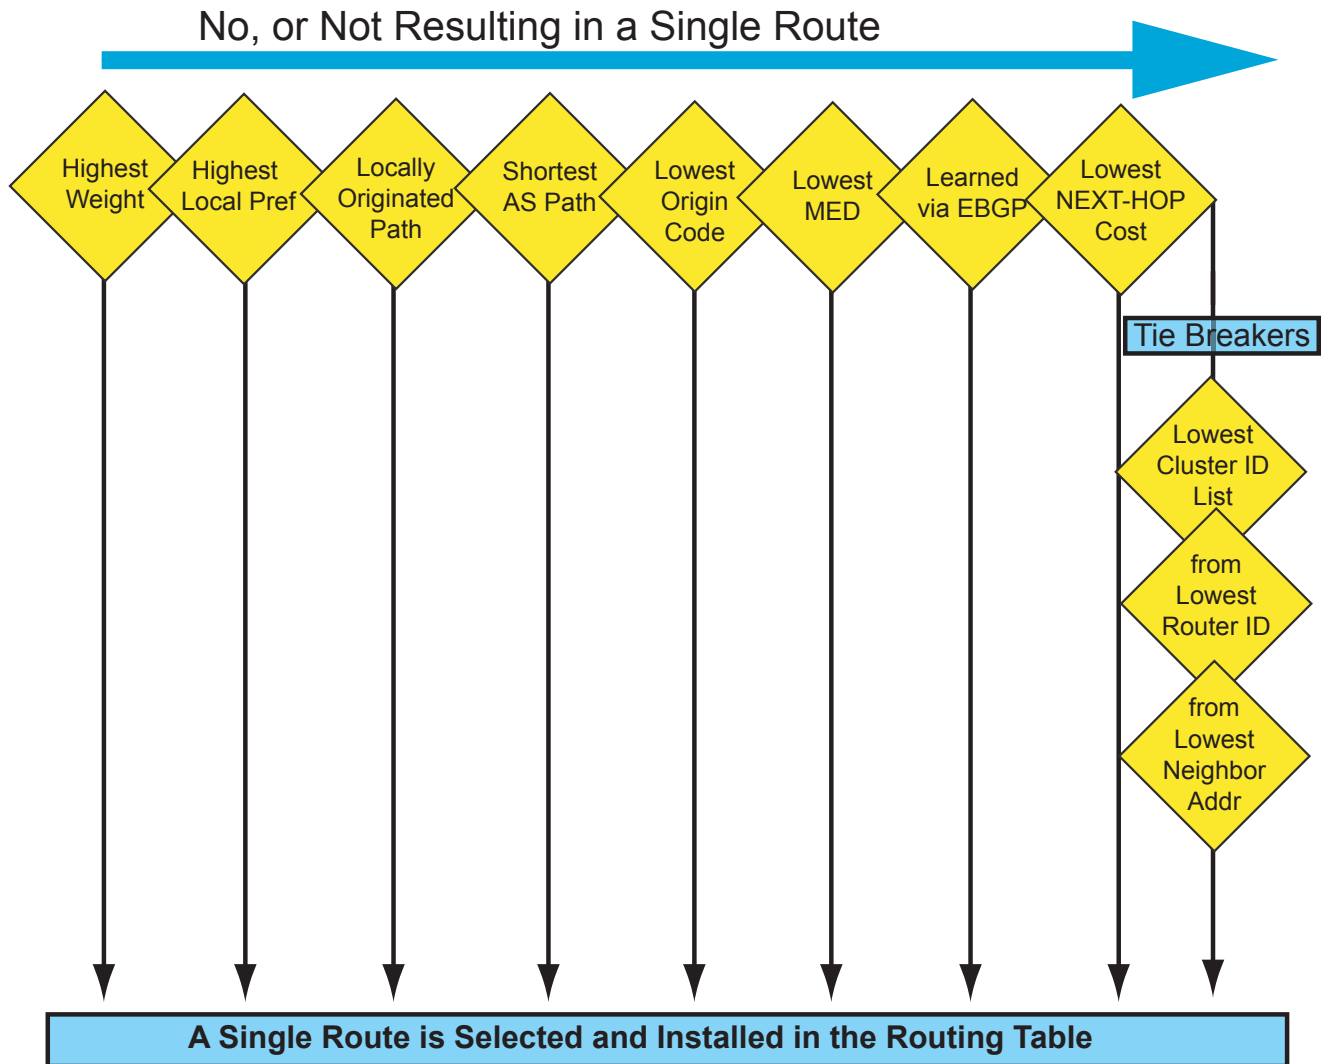 No, or Not Resulting in a Single Route
Highest
Weight
Highest
Local Pref
Locally
Originated
Path
Shortest
AS Path
Lowest
Origin
Code
Lowest
MED
Learned
via EBGP
Lowest
NEXT-HOP
Cost
Tie Breakers
Lowest
Cluster ID
List
from
Lowest
Router ID
from
Lowest
Neighbor
Addr
A Single Route is Selected and Installed in the Routing Table